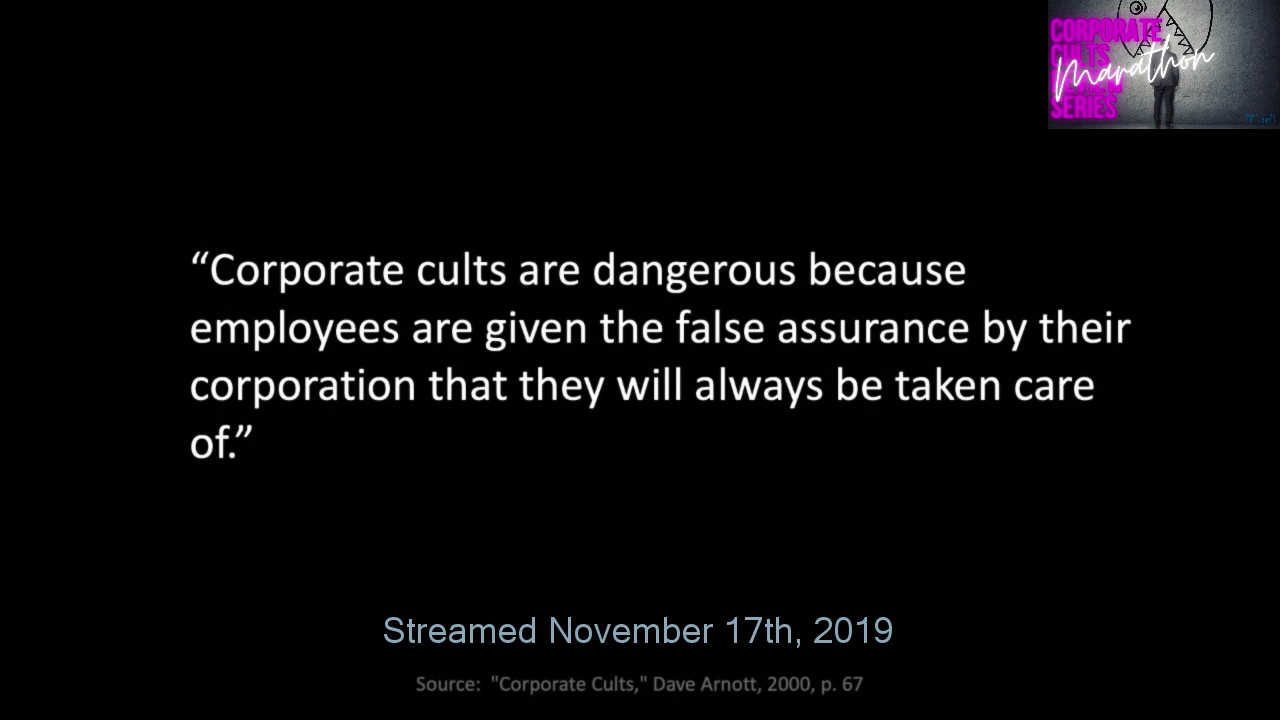 CORPORATE
CULTS
Marathon
SERIES
“Corporate cults are dangerous because
employees are given the false assurance by their
corporation that they will always be taken care
of.”
Streamed November 17th, 2019
Source: "Corporate Cults," Dave Arnott, 2000, p. 67